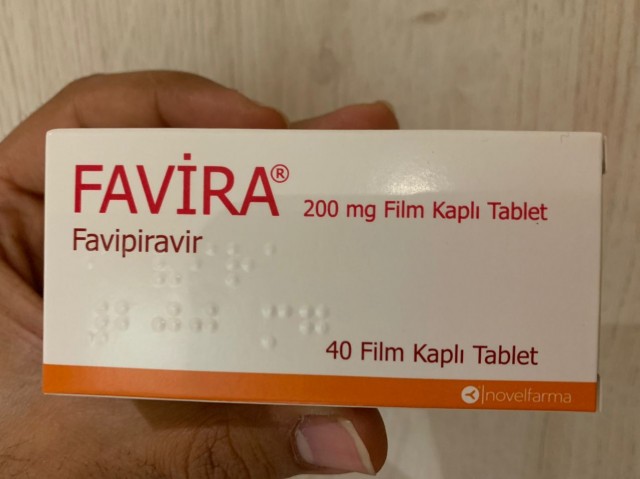 FAVİRA® 200 mg Film Kaplı Tablet
Favipiravir
40 Film Kaplı Tablet
novelfarma